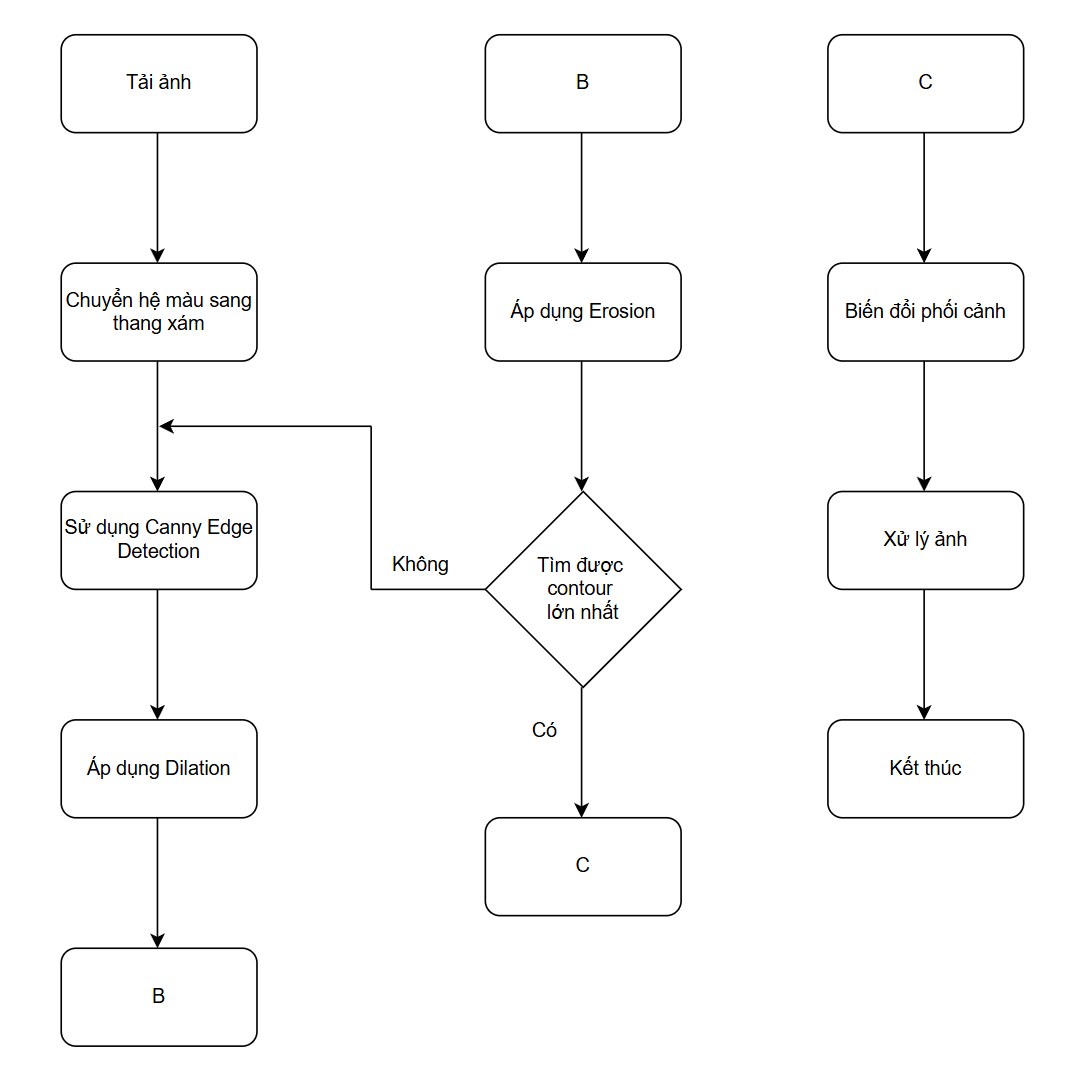 Tải ảnh
Chuyển hệ màu sang
thang xám
Sử dụng Canny Edge
Detection
Áp dụng Dilation
B
B
Áp dụng Erosion
Tìm được
contour
lớn nhất
Không
Có
C
C
Biến đổi phối cảnh
Xử lý ảnh
Kết thúc